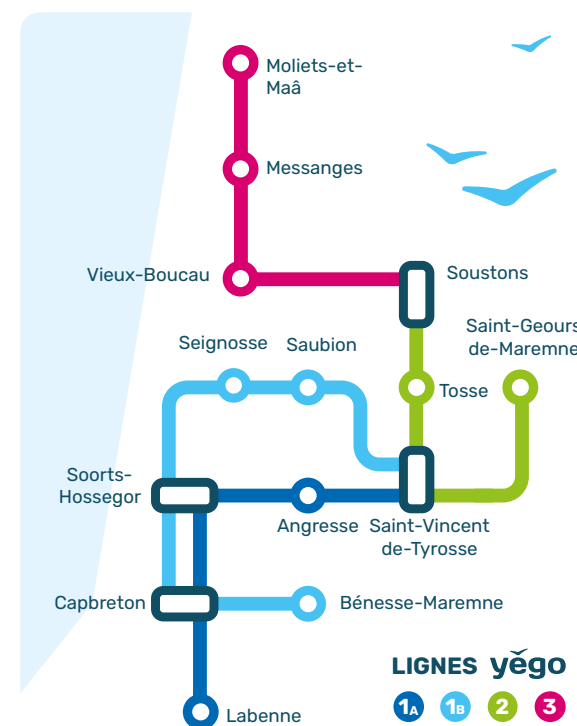 Moliets-et-
Maâ
Messanges
Vieux-Boucau
Soustons
Saint-Geours
de-Maremne
Seignosse
Saubion
Tosse
Soorts-
Hossegor
Angresse
Saint-Vincent
de-Tyrosse
Capbreton
Bénesse-Maremne
Labenne
LIGNES yégo
1A 1B 2 3